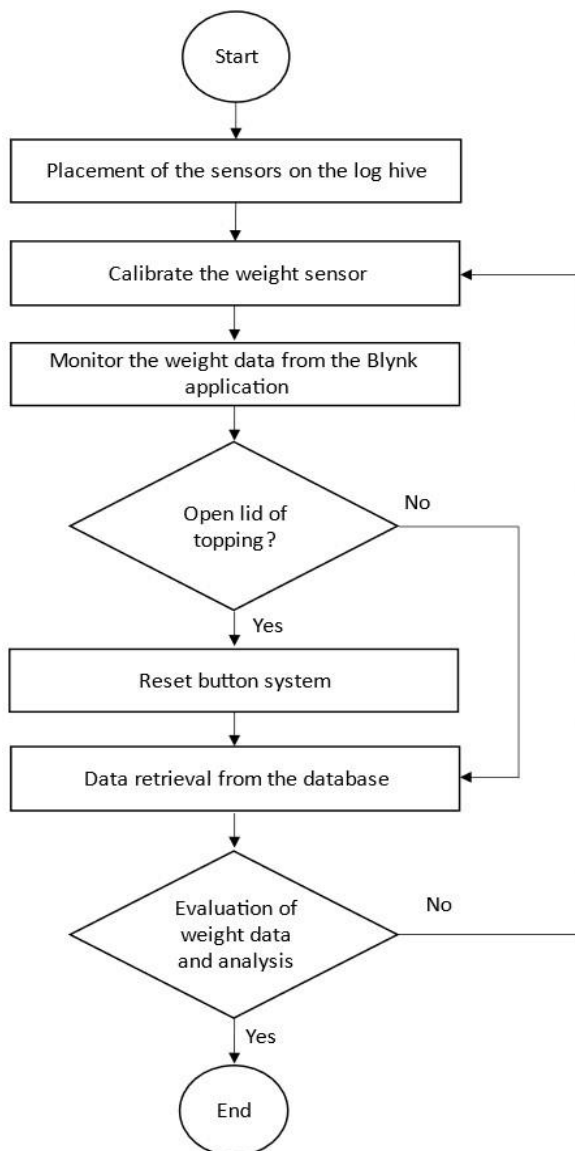 Start
Placement of the sensors on the log hive
Calibrate the weight sensor
Monitor the weight data from the Blynk
application
Open lid of
topping?
No
Yes
Reset button system
Data retrieval from the database
Evaluation of
weight data
and analysis
No
Yes
End